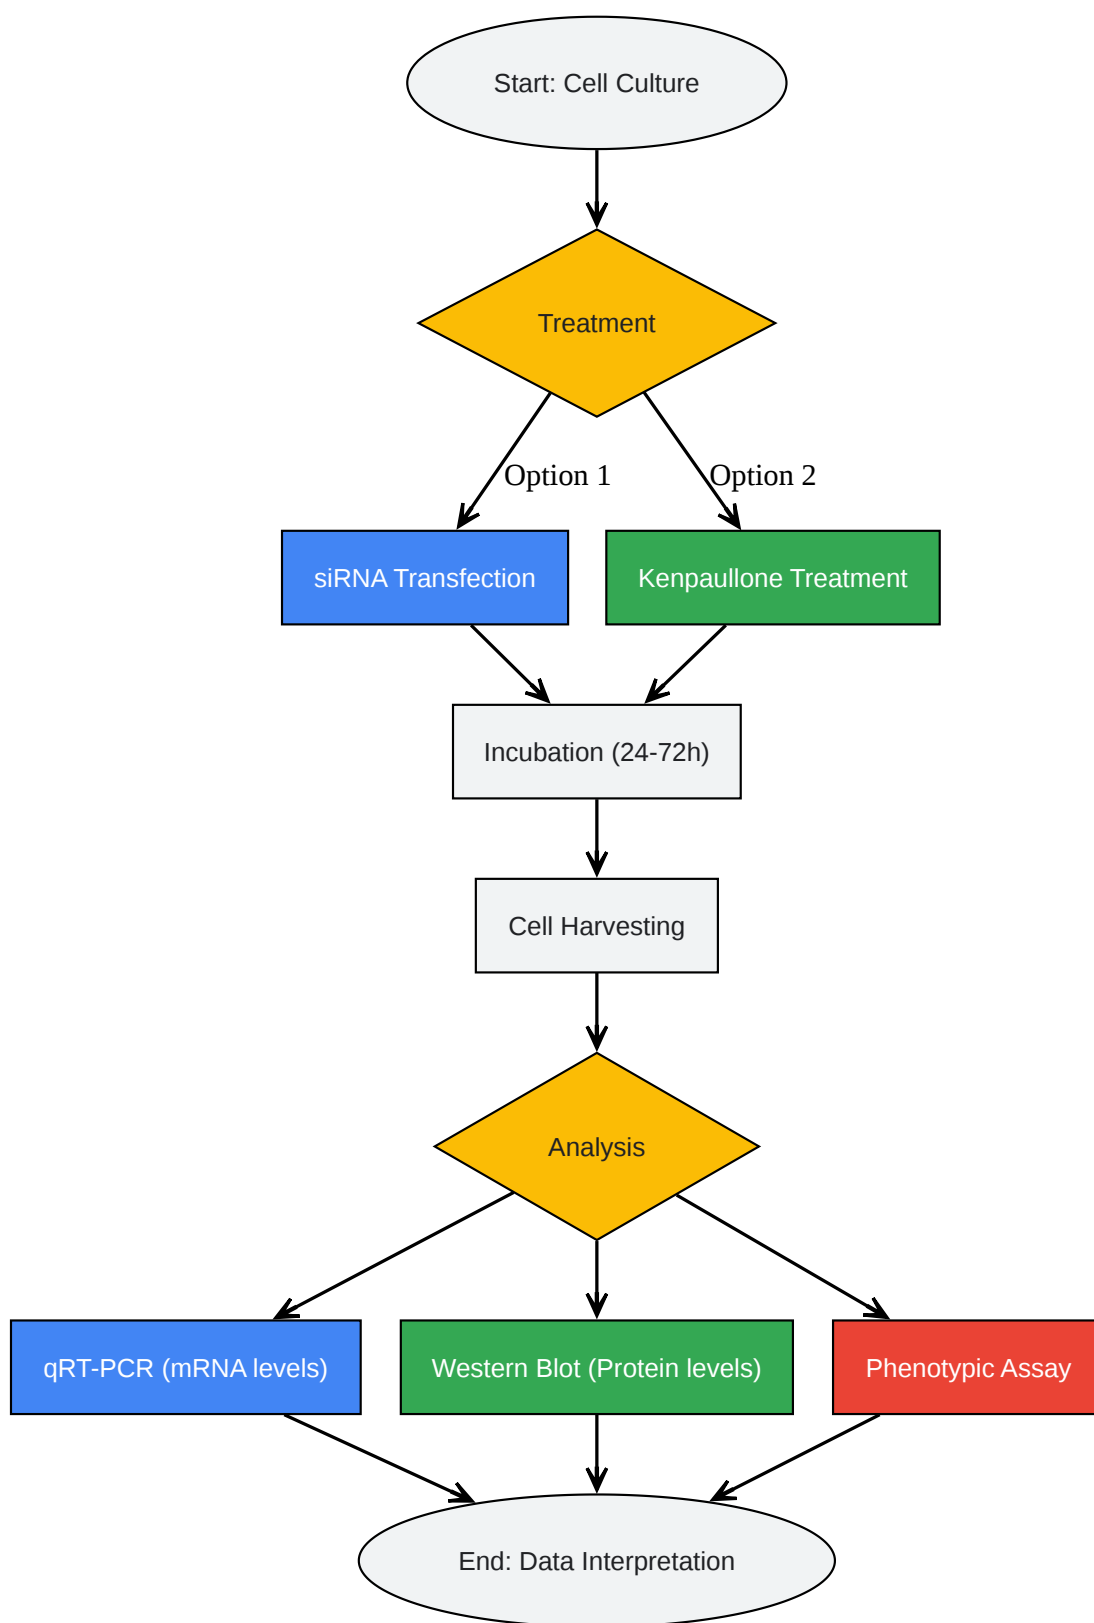 Start: Cell Culture
Treatment
Option 1
Option 2
siRNA Transfection
Kenpaullone Treatment
Incubation (24-72h)
Cell Harvesting
Analysis
qRT-PCR (mRNA levels)
Western Blot (Protein levels)
Phenotypic Assay
End: Data Interpretation